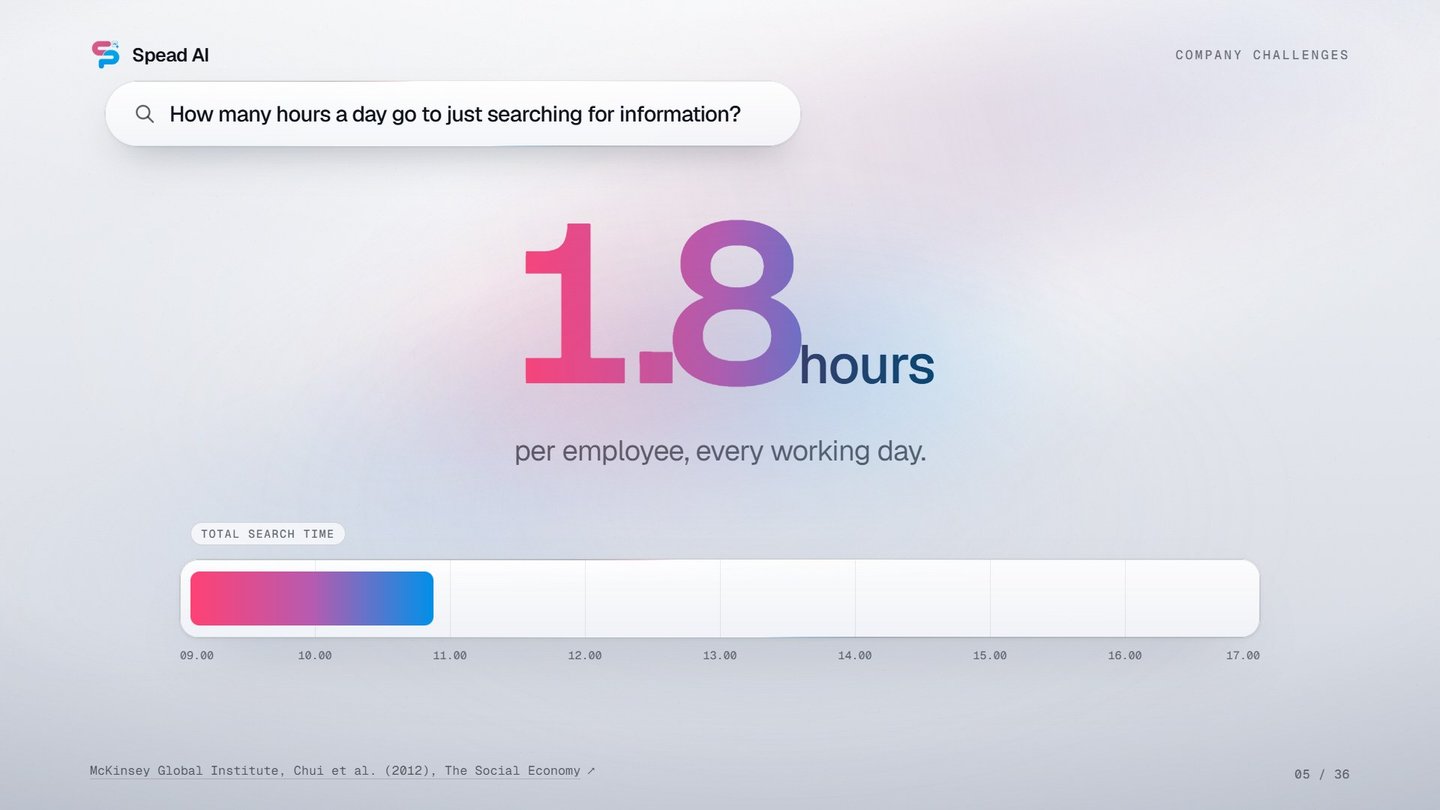 Spead AI
COMPANY CHALLENGES
How many hours a day go to just searching for information?
1.8 hours
per employee, every working day.
TOTAL SEARCH TIME
09.00 10.00 11.00 12.00 13.00 14.00 15.00 16.00 17.00
McKinsey Global Institute, Chui et al. (2012), The Social Economy ↗
05 / 36